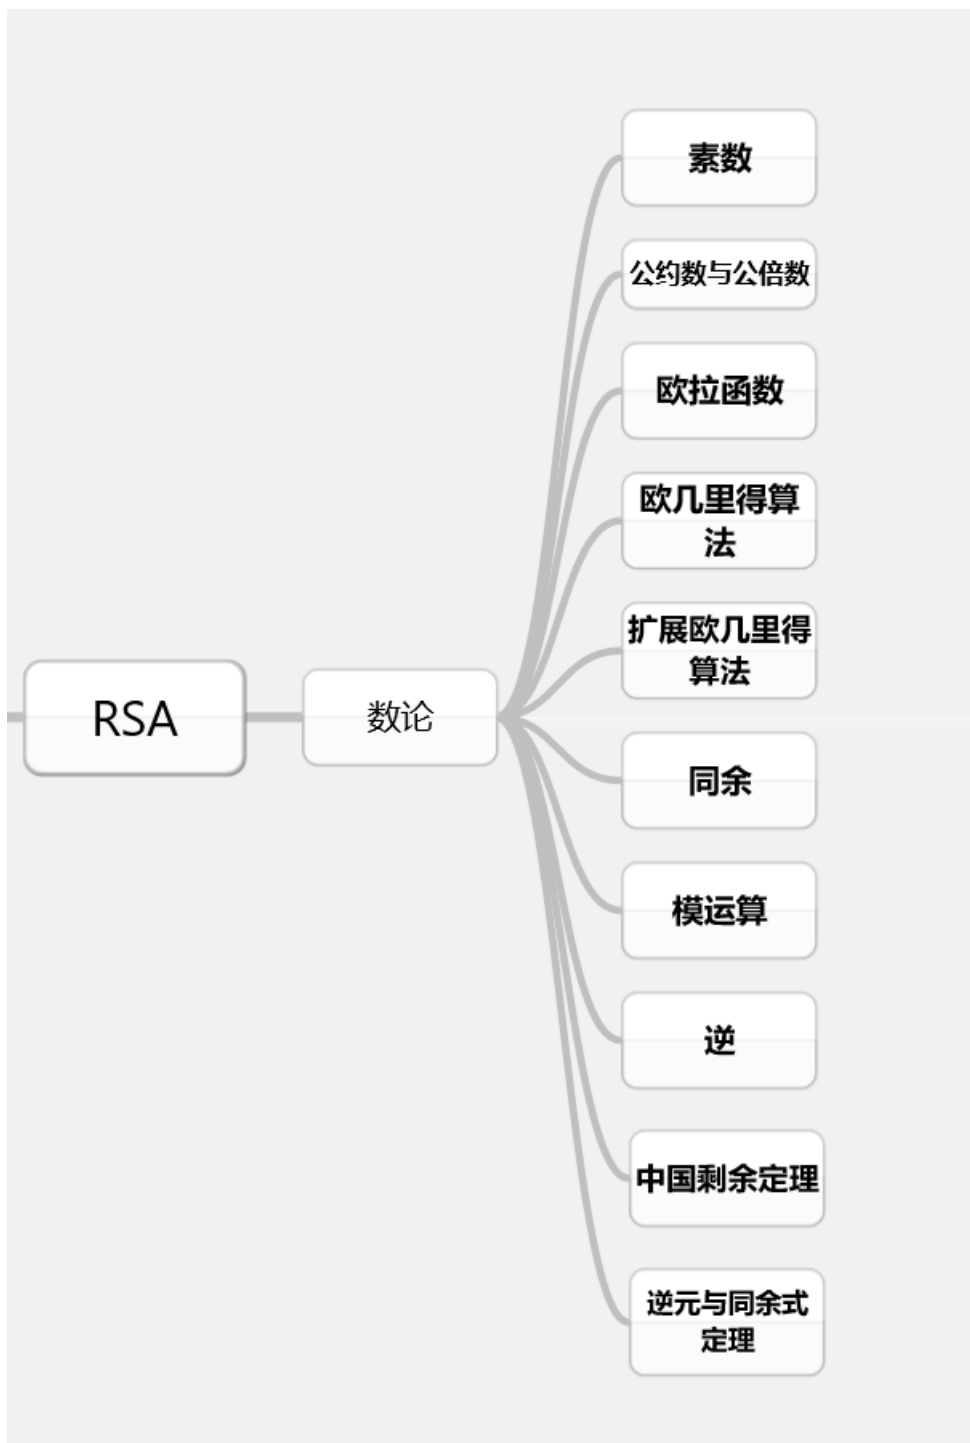 素数
公约数与公倍数
欧拉函数
欧几里得算
法
扩展欧几里得
算法
RSA
数论
同余
模运算
逆
中国剩余定理
逆元与同余式
定理